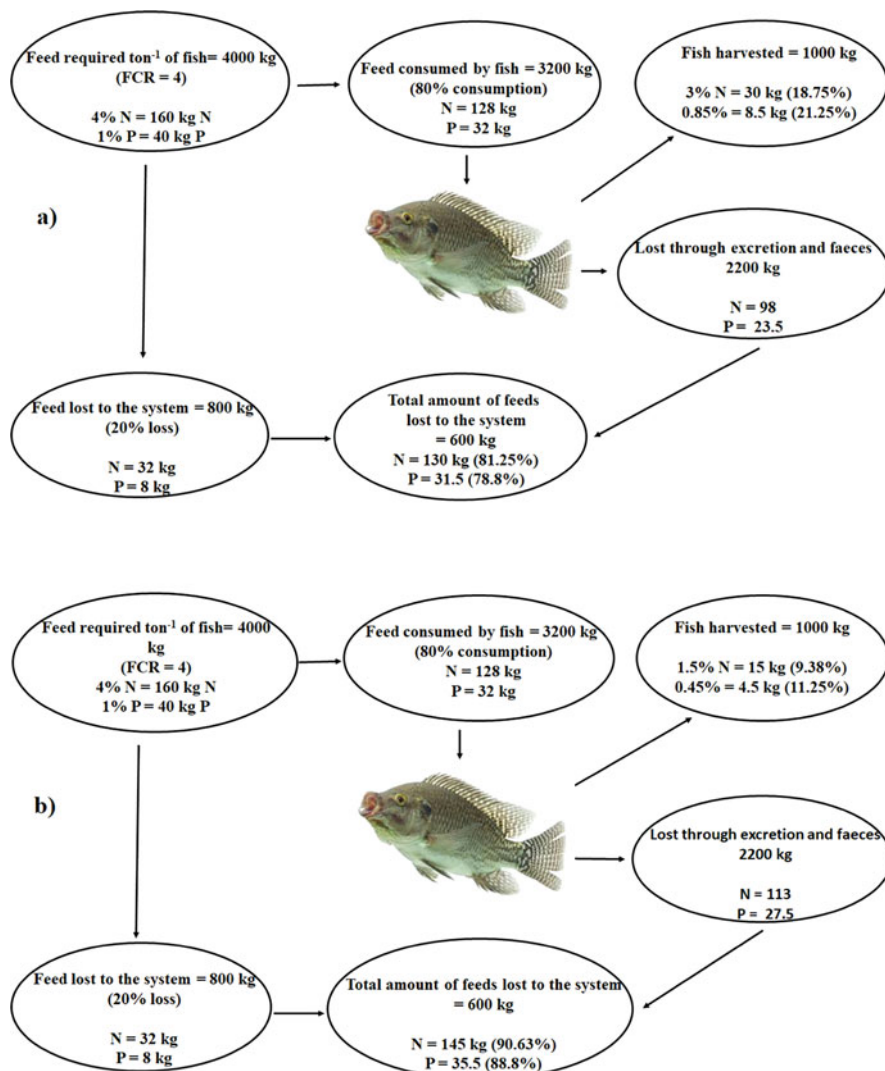 Feed required ton⁻¹ of fish= 4000 kg
(FCR = 4)
4% N = 160 kg N
1% P = 40 kg P
Feed consumed by fish = 3200 kg
(80% consumption)
N = 128 kg
P = 32 kg
Fish harvested = 1000 kg
3% N = 30 kg (18.75%)
0.85% = 8.5 kg (21.25%)
a)
Lost through excretion and faeces
2200 kg
N = 98
P = 23.5
Feed lost to the system = 800 kg
(20% loss)
N = 32 kg
P = 8 kg
Total amount of feeds
lost to the system
= 600 kg
N = 130 kg (81.25%)
P = 31.5 (78.8%)
Feed required ton⁻¹ of fish= 4000
kg
(FCR = 4)
4% N = 160 kg N
1% P = 40 kg P
Feed consumed by fish = 3200 kg
(80% consumption)
N = 128 kg
P = 32 kg
Fish harvested = 1000 kg
1.5% N = 15 kg (9.38%)
0.45% = 4.5 kg (11.25%)
b)
Lost through excretion and faeces
2200 kg
N = 113
P = 27.5
Feed lost to the system = 800 kg
(20% loss)
N = 32 kg
P = 8 kg
Total amount of feeds lost to the system
= 600 kg
N = 145 kg (90.63%)
P = 35.5 (88.8%)